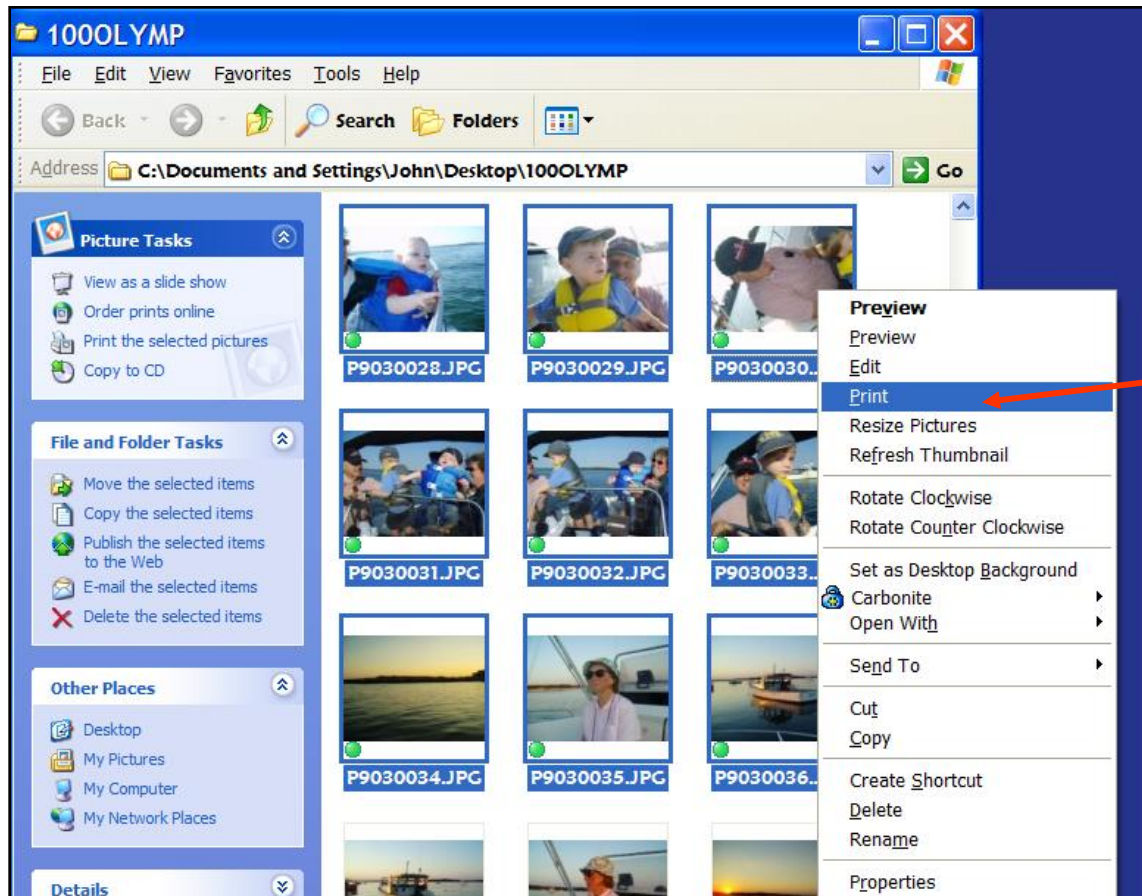 100OLYMP
File Edit View Favorites Tools Help
Back Search Folders
Address C:\Documents and Settings\John\Desktop\100OLYMP Go
Picture Tasks
View as a slide show
Order prints online
Print the selected pictures
Copy to CD
File and Folder Tasks
Move the selected items
Copy the selected items
Publish the selected items
to the Web
E-mail the selected items
Delete the selected items
Other Places
Desktop
My Pictures
My Computer
My Network Places
Details
P9030028.JPG P9030029.JPG P9030030..
P9030031.JPG P9030032.JPG P9030033..
P9030034.JPG P9030035.JPG P9030036..
Preview
Preview
Edit
Print
Resize Pictures
Refresh Thumbnail
Rotate Clockwise
Rotate Counter Clockwise
Set as Desktop Background
Carbonite
Open With
Send To
Cut
Copy
Create Shortcut
Delete
Rename
Properties